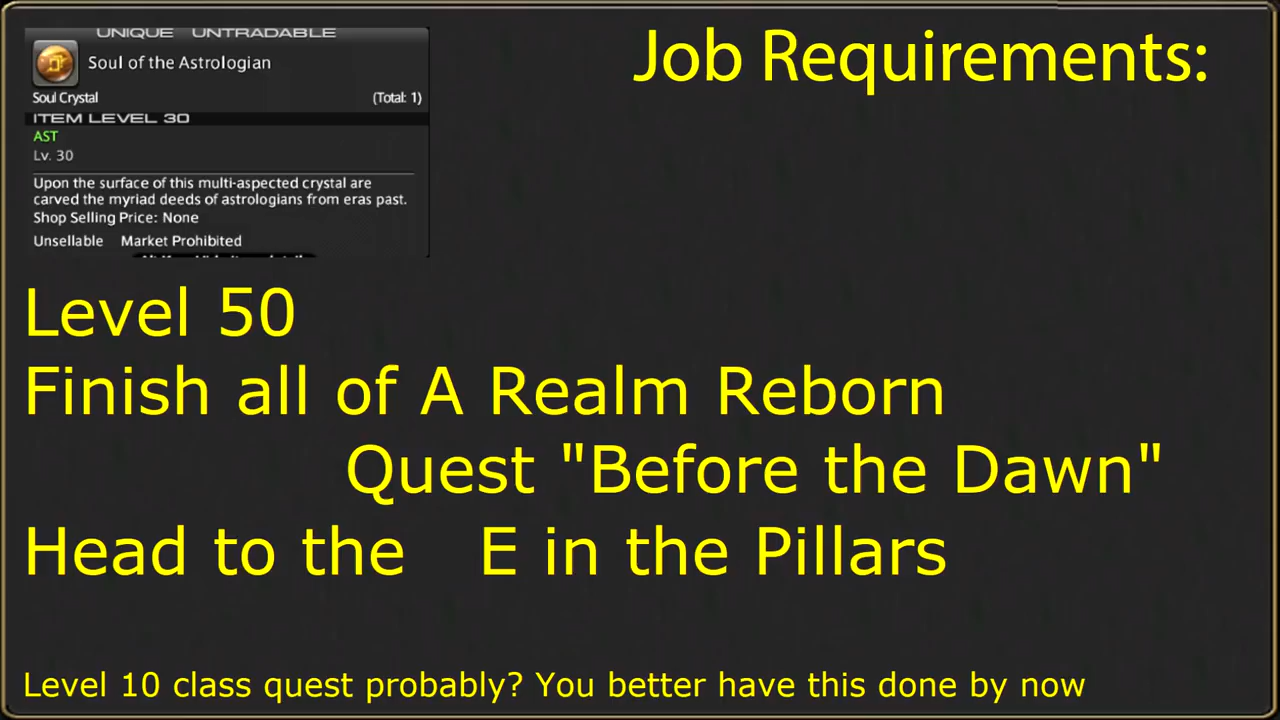 UNIQUE UNTRADABLE
Job Requirements:
Soul of the Astrologian
Soul Crystal (Total: 1)
ITEM LEVEL 30
AST
Lv. 30
Upon the surface of this multi-aspected crystal are
carved the myriad deeds of astrologians from eras past.
Shop Selling Price: None
Unsellable Market Prohibited
Level 50
Finish all of A Realm Reborn
Quest "Before the Dawn"
Head to the E in the Pillars
Level 10 class quest probably? You better have this done by now